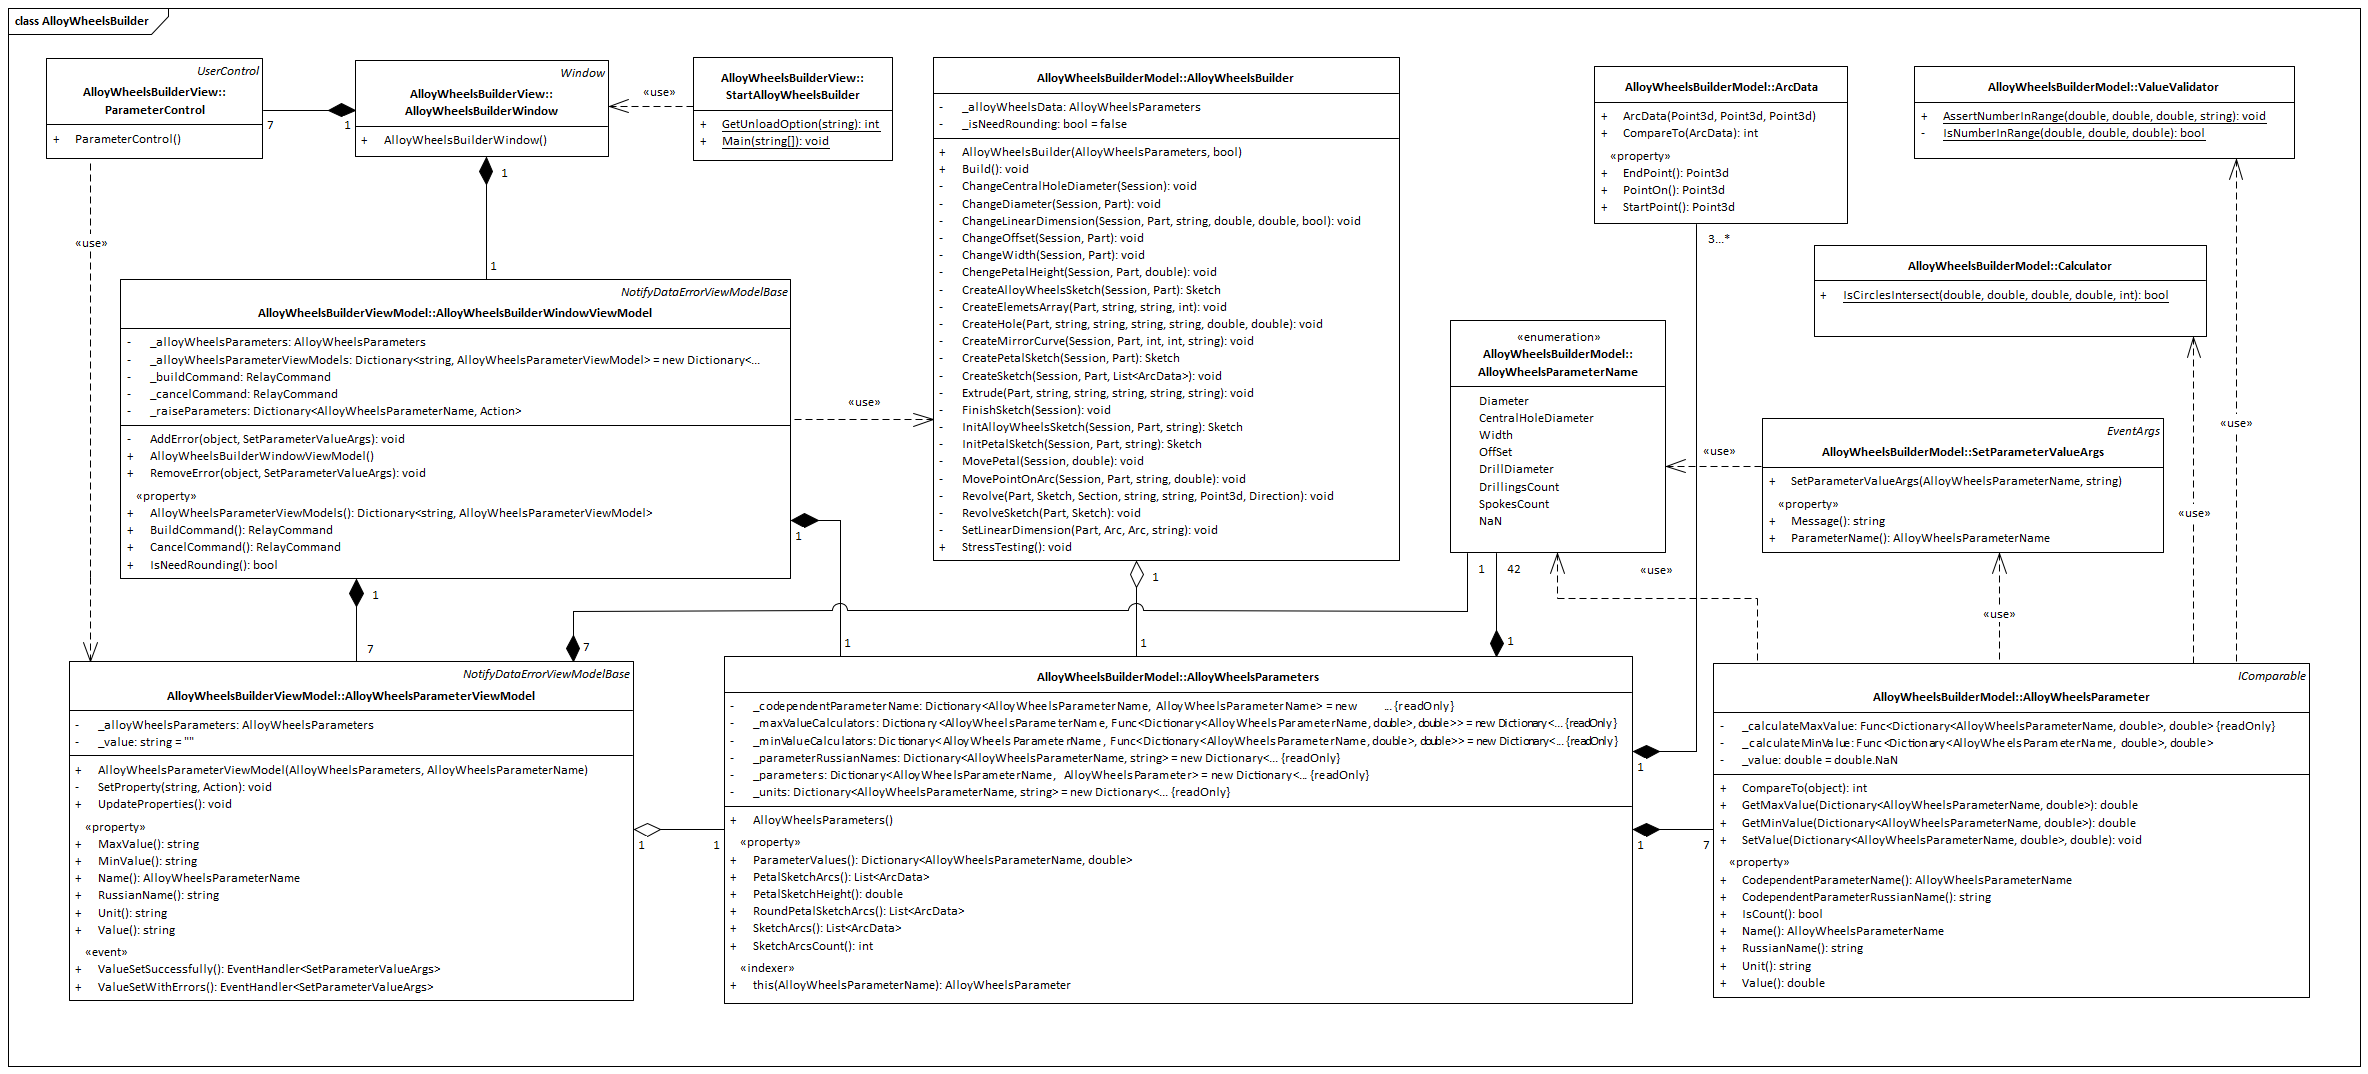 class AlloyWheelsBuilder
UserControl
AlloyWheelsBuilderView::
ParameterControl
+ ParameterControl()
7
1
Window
AlloyWheelsBuilderView::
AlloyWheelsBuilderWindow
+ AlloyWheelsBuilderWindow()
«use»
AlloyWheelsBuilderView::
StartAlloyWheelsBuilder
+ GetUnloadOption(string): int
+ Main(string[]): void
1
1
«use»
NotifyDataErrorViewModelBase
AlloyWheelsBuilderViewModel::AlloyWheelsBuilderWindowViewModel
- _alloyWheelsParameters: AlloyWheelsParameters
- _alloyWheelsParameterViewModels: Dictionary<string, AlloyWheelsParameterViewModel> = new Dictionary<...
- _buildCommand: RelayCommand
- _cancelCommand: RelayCommand
- _raiseParameters: Dictionary<AlloyWheelsParameterName, Action>
- AddError(object, SetParameterValueArgs): void
+ AlloyWheelsBuilderWindowViewModel()
+ RemoveError(object, SetParameterValueArgs): void
«property»
+ AlloyWheelsParameterViewModels(): Dictionary<string, AlloyWheelsParameterViewModel>
+ BuildCommand(): RelayCommand
+ CancelCommand(): RelayCommand
+ IsNeedRounding(): bool
«use»
1
1
1
7
7
AlloyWheelsBuilderModel::AlloyWheelsBuilder
- _alloyWheelsData: AlloyWheelsParameters
- _isNeedRounding: bool = false
+ AlloyWheelsBuilder(AlloyWheelsParameters, bool)
+ Build(): void
- ChangeCentralHoleDiameter(Session): void
- ChangeDiameter(Session, Part): void
- ChangeLinearDimension(Session, Part, string, double, double, bool): void
- ChangeOffset(Session, Part): void
- ChangeWidth(Session, Part): void
- ChengePetalHeight(Session, Part, double): void
- CreateAlloyWheelsSketch(Session, Part): Sketch
- CreateElemetsArray(Part, string, string, int): void
- CreateHole(Part, string, string, string, string, double, double): void
- CreateMirrorCurve(Session, Part, int, int, string): void
- CreatePetalSketch(Session, Part): Sketch
- CreateSketch(Session, Part, List<ArcData>): void
- Extrude(Part, string, string, string, string, string): void
- FinishSketch(Session): void
- InitAlloyWheelsSketch(Session, Part, string): Sketch
- InitPetalSketch(Session, Part, string): Sketch
- MovePetal(Session, double): void
- MovePointOnArc(Session, Part, string, double): void
- Revolve(Part, Sketch, Section, string, string, Point3d, Direction): void
- RevolveSketch(Part, Sketch): void
- SetLinearDimension(Part, Arc, Arc, string): void
+ StressTesting(): void
1
1
AlloyWheelsBuilderModel::ArcData
+ ArcData(Point3d, Point3d, Point3d)
+ CompareTo(ArcData): int
«property»
+ EndPoint(): Point3d
+ PointOn(): Point3d
+ StartPoint(): Point3d
3...*
AlloyWheelsBuilderModel::ValueValidator
+ AssertNumberInRange(double, double, double, string): void
- IsNumberInRange(double, double, double): bool
AlloyWheelsBuilderModel::Calculator
+ IsCirclesIntersect(double, double, double, double, int): bool
«enumeration»
AlloyWheelsBuilderModel::
AlloyWheelsParameterName
Diameter
CentralHoleDiameter
Width
OffSet
DrillDiameter
DrillingsCount
SpokesCount
NaN
1
42
«use»
«use»
EventArgs
AlloyWheelsBuilderModel::SetParameterValueArgs
+ SetParameterValueArgs(AlloyWheelsParameterName, string)
«property»
+ Message(): string
+ ParameterName(): AlloyWheelsParameterName
«use»
«use»
«use»
NotifyDataErrorViewModelBase
AlloyWheelsBuilderViewModel::AlloyWheelsParameterViewModel
- _alloyWheelsParameters: AlloyWheelsParameters
- _value: string = ""
+ AlloyWheelsParameterViewModel(AlloyWheelsParameters, AlloyWheelsParameterName)
- SetProperty(string, Action): void
+ UpdateProperties(): void
«property»
+ MaxValue(): string
+ MinValue(): string
+ Name(): AlloyWheelsParameterName
+ RussianName(): string
+ Unit(): string
+ Value(): string
«event»
+ ValueSetSuccessfully(): EventHandler<SetParameterValueArgs>
+ ValueSetWithErrors(): EventHandler<SetParameterValueArgs>
1
1
1
AlloyWheelsBuilderModel::AlloyWheelsParameters
- _codependentParameterName: Dictionary<AlloyWheelsParameterName, AlloyWheelsParameterName> = new ... {readOnly}
- _maxValueCalculators: Dictionary<AlloyWheelsParameterName, Func<Dictionary<AlloyWheelsParameterName, double>, double>> = new Dictionary<... {readOnly}
- _minValueCalculators: Dictionary<AlloyWheelsParameterName, Func<Dictionary<AlloyWheelsParameterName, double>, double>> = new Dictionary<... {readOnly}
- _parameterRussianNames: Dictionary<AlloyWheelsParameterName, string> = new Dictionary<... {readOnly}
- _parameters: Dictionary<AlloyWheelsParameterName, AlloyWheelsParameter> = new Dictionary<... {readOnly}
- _units: Dictionary<AlloyWheelsParameterName, string> = new Dictionary<... {readOnly}
+ AlloyWheelsParameters()
«property»
+ ParameterValues(): Dictionary<AlloyWheelsParameterName, double>
+ PetalSketchArcs(): List<ArcData>
+ PetalSketchHeight(): double
+ RoundPetalSketchArcs(): List<ArcData>
+ SketchArcs(): List<ArcData>
+ SketchArcsCount(): int
«indexer»
+ this(AlloyWheelsParameterName): AlloyWheelsParameter
1
1
7
IComparable
AlloyWheelsBuilderModel::AlloyWheelsParameter
- _calculateMaxValue: Func<Dictionary<AlloyWheelsParameterName, double>, double> {readOnly}
- _calculateMinValue: Func<Dictionary<AlloyWheelsParameterName, double>, double>
- _value: double = double.NaN
+ CompareTo(object): int
+ GetMaxValue(Dictionary<AlloyWheelsParameterName, double>): double
+ GetMinValue(Dictionary<AlloyWheelsParameterName, double>): double
+ SetValue(Dictionary<AlloyWheelsParameterName, double>, double): void
«property»
+ CodependentParameterName(): AlloyWheelsParameterName
+ CodependentParameterRussianName(): string
+ IsCount(): bool
+ Name(): AlloyWheelsParameterName
+ RussianName(): string
+ Unit(): string
+ Value(): double